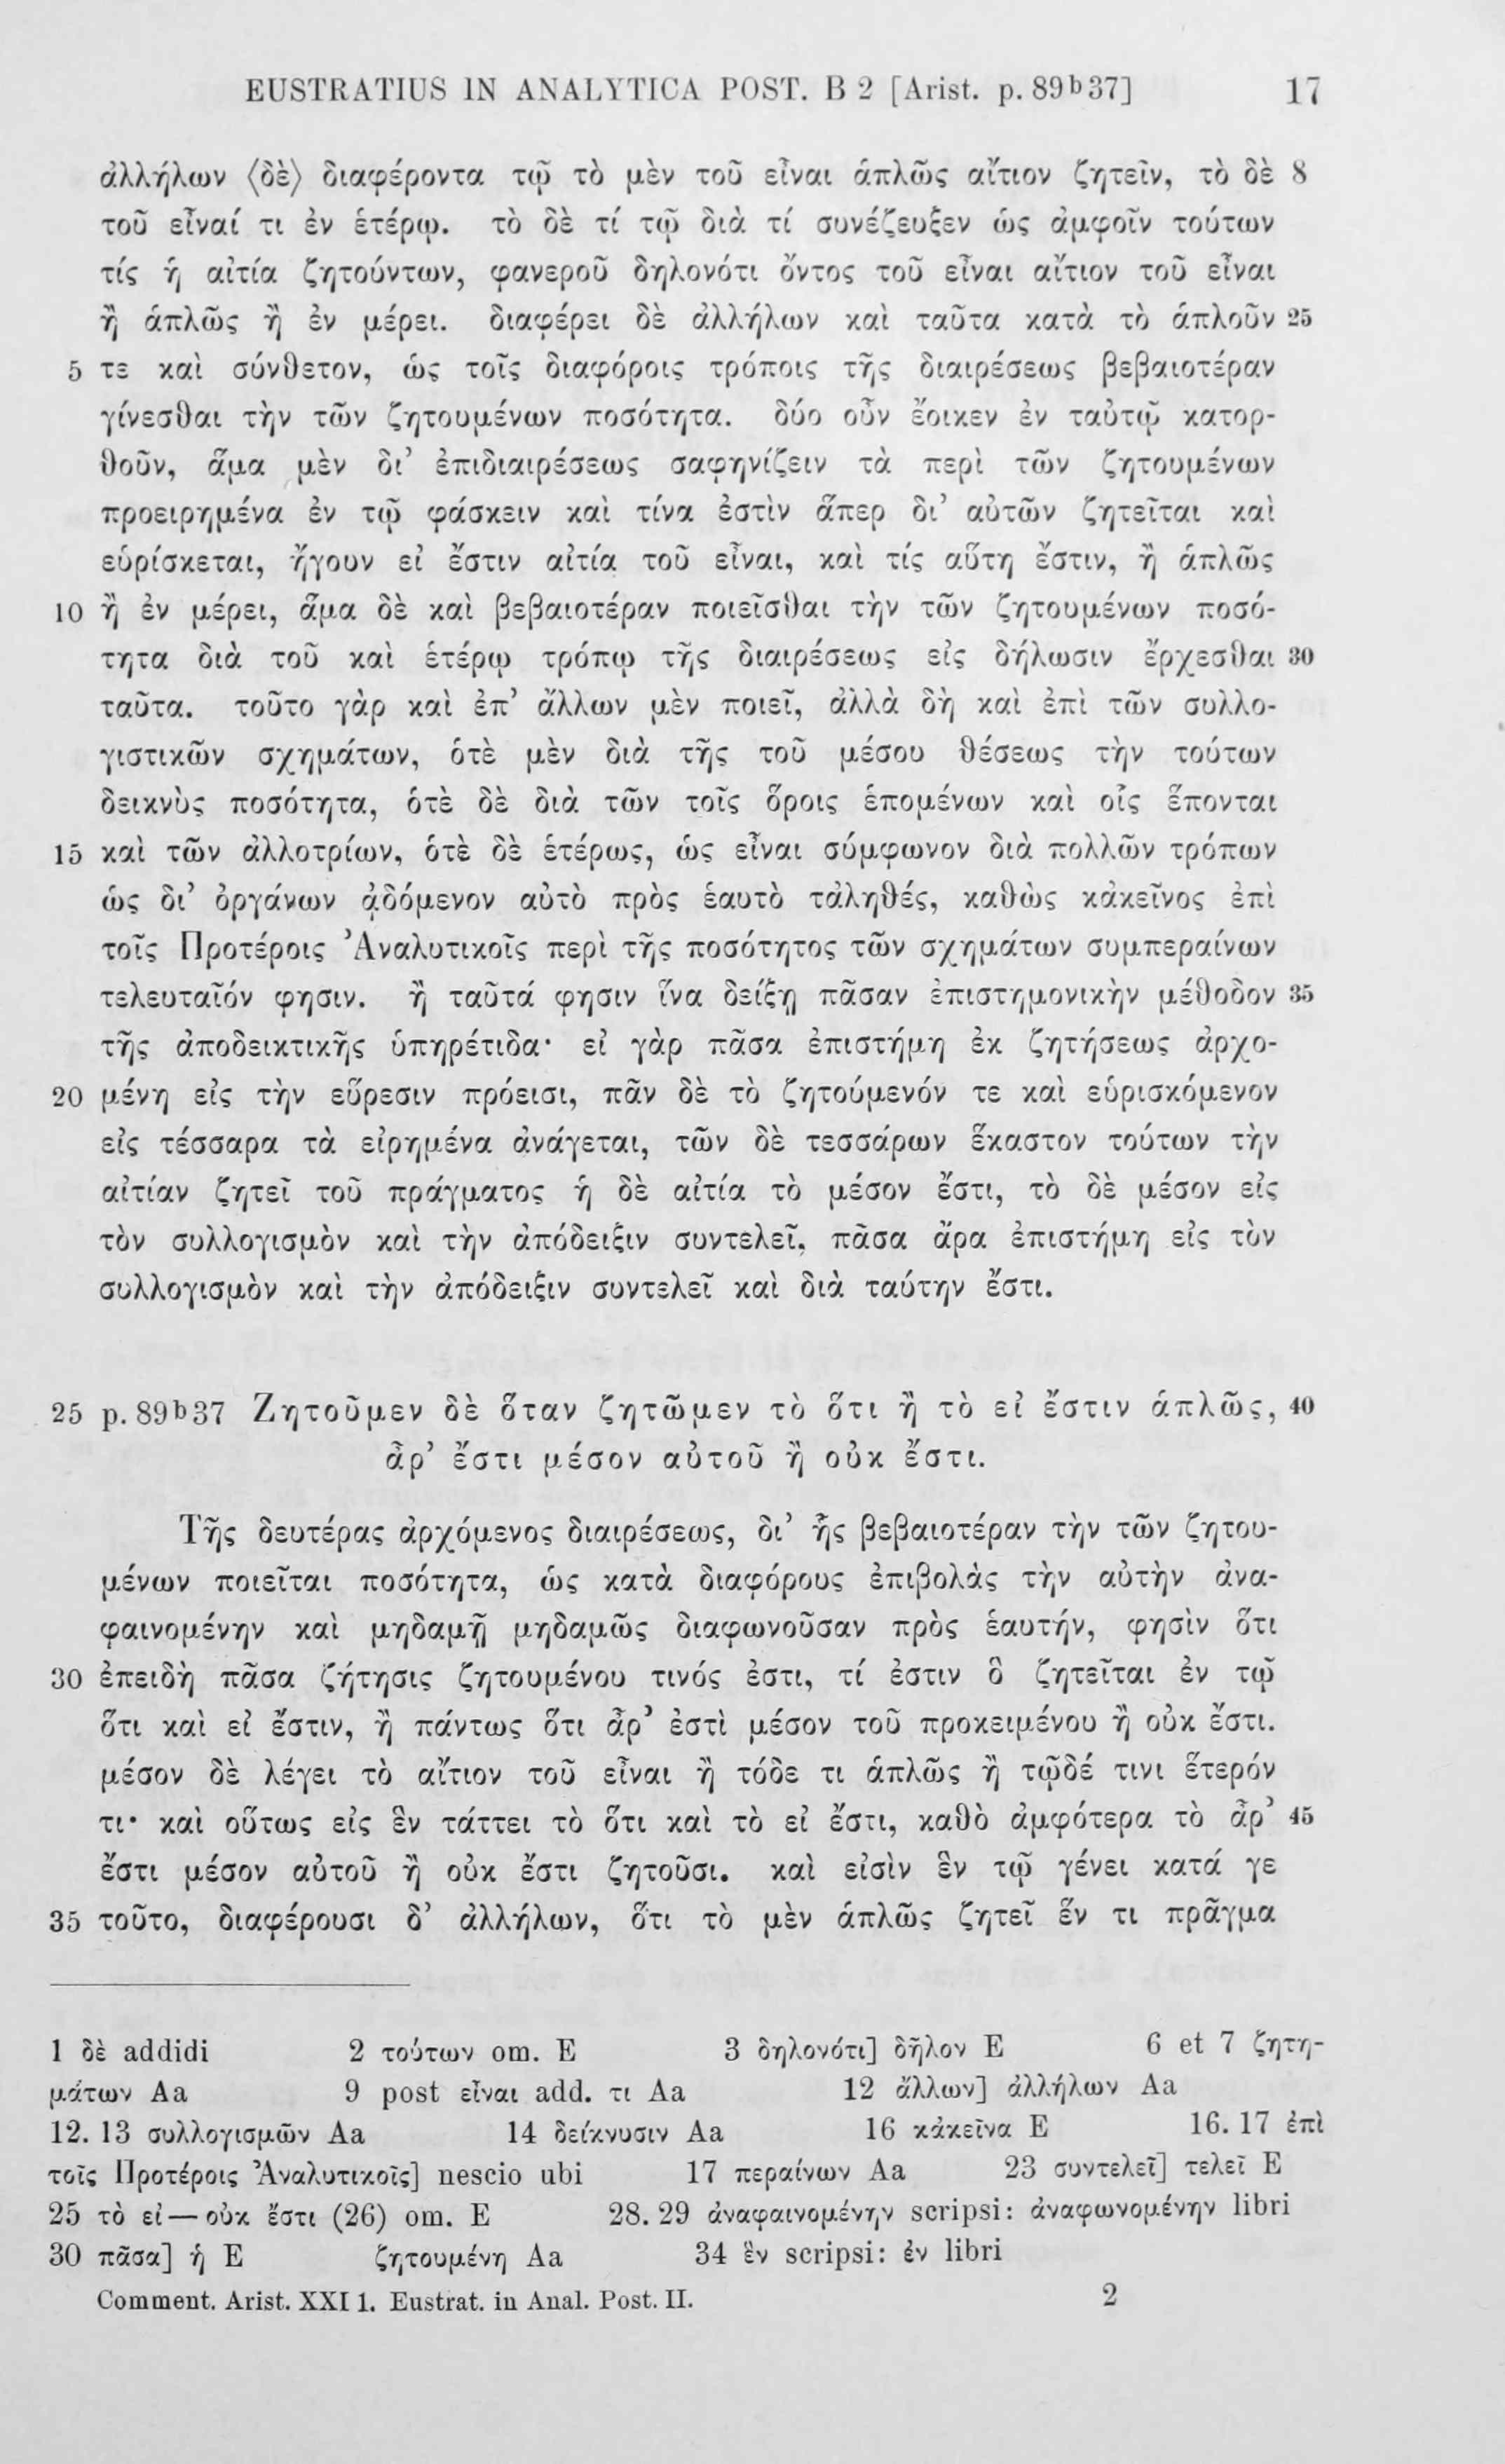 EUSTRATIUS IN ANALYTICA POST. B 2 [Arist. p. 89b37] 17
ἀλλήλων ⟨δὲ⟩ διαφέροντα τῷ τὸ μὲν τοῦ εἶναι ἁπλῶς αἴτιον ζητεῖν, τὸ δὲ 8
τοῦ εἶναί τι ἐν ἑτέρῳ. τὸ δὲ τί τῷ διὰ τί συνέζευξεν ὡς ἀμφοῖν τούτων
τίς ἡ αἰτία ζητούντων, φανεροῦ δηλονότι ὄντος τοῦ εἶναι αἴτιον τοῦ εἶναι
ἢ ἁπλῶς ἢ ἐν μέρει. διαφέρει δὲ ἀλλήλων καὶ ταῦτα κατὰ τὸ ἁπλοῦν 25
5 τε καὶ σύνθετον, ὡς τοῖς διαφόροις τρόποις τῆς διαιρέσεως βεβαιοτέραν
γίνεσθαι τὴν τῶν ζητουμένων ποσότητα. δύο οὖν ἔοικεν ἐν ταὐτῷ κατορ-
θοῦν, ἅμα μὲν δι’ ἐπιδιαιρέσεως σαφηνίζειν τὰ περὶ τῶν ζητουμένων
προειρημένα ἐν τῷ φάσκειν καὶ τίνα ἐστὶν ἅπερ δι’ αὐτῶν ζητεῖται καὶ
εὑρίσκεται, ἤγουν εἰ ἔστιν αἰτία τοῦ εἶναι, καὶ τίς αὕτη ἔστιν, ἢ ἁπλῶς
10 ἢ ἐν μέρει, ἅμα δὲ καὶ βεβαιοτέραν ποιεῖσθαι τὴν τῶν ζητουμένων ποσό-
τητα διὰ τοῦ καὶ ἑτέρῳ τρόπῳ τῆς διαιρέσεως εἰς δήλωσιν ἔρχεσθαι 30
ταῦτα. τοῦτο γὰρ καὶ ἐπ’ ἄλλων μὲν ποιεῖ, ἀλλὰ δὴ καὶ ἐπὶ τῶν συλλο-
γιστικῶν σχημάτων, ὁτὲ μὲν διὰ τῆς τοῦ μέσου θέσεως τὴν τούτων
δεικνὺς ποσότητα, ὁτὲ δὲ διὰ τῶν τοῖς ὅροις ἑπομένων καὶ οἷς ἕπονται
15 καὶ τῶν ἀλλοτρίων, ὁτὲ δὲ ἑτέρως, ὡς εἶναι σύμφωνον διὰ πολλῶν τρόπων
ὡς δι’ ὀργάνων ᾀδόμενον αὐτὸ πρὸς ἑαυτὸ τἀληθές, καθὼς κἀκεῖνος ἐπὶ
τοῖς Προτέροις Ἀναλυτικοῖς περὶ τῆς ποσότητος τῶν σχημάτων συμπεραίνων
τελευταῖόν φησιν. ἢ ταῦτά φησιν ἵνα δείξῃ πᾶσαν ἐπιστημονικὴν μέθοδον 35
τῆς ἀποδεικτικῆς ὑπηρέτιδα· εἰ γὰρ πᾶσα ἐπιστήμη ἐκ ζητήσεως ἀρχο-
20 μένη εἰς τὴν εὕρεσιν πρόεισι, πᾶν δὲ τὸ ζητούμενόν τε καὶ εὑρισκόμενον
εἰς τέσσαρα τὰ εἰρημένα ἀνάγεται, τῶν δὲ τεσσάρων ἕκαστον τούτων τὴν
αἰτίαν ζητεῖ τοῦ πράγματος ἡ δὲ αἰτία τὸ μέσον ἔστι, τὸ δὲ μέσον εἰς
τὸν συλλογισμὸν καὶ τὴν ἀπόδειξιν συντελεῖ, πᾶσα ἄρα ἐπιστήμη εἰς τὸν
συλλογισμὸν καὶ τὴν ἀπόδειξιν συντελεῖ καὶ διὰ ταύτην ἔστι.
25 p. 89b37 Ζητοῦμεν δὲ ὅταν ζητῶμεν τὸ ὅτι ἢ τὸ εἰ ἔστιν ἁπλῶς, 40
ἆρ’ ἔστι μέσον αὐτοῦ ἢ οὐκ ἔστι.
Τῆς δευτέρας ἀρχόμενος διαιρέσεως, δι’ ἧς βεβαιοτέραν τὴν τῶν ζητου-
μένων ποιεῖται ποσότητα, ὡς κατὰ διαφόρους ἐπιβολὰς τὴν αὐτὴν ἀνα-
φαινομένην καὶ μηδαμῇ μηδαμῶς διαφωνοῦσαν πρὸς ἑαυτήν, φησὶν ὅτι
30 ἐπειδὴ πᾶσα ζήτησις ζητουμένου τινός ἐστι, τί ἐστιν ὃ ζητεῖται ἐν τῷ
ὅτι καὶ εἰ ἔστιν, ἢ πάντως ὅτι ἆρ’ ἐστὶ μέσον τοῦ προκειμένου ἢ οὐκ ἔστι.
μέσον δὲ λέγει τὸ αἴτιον τοῦ εἶναι ἢ τόδε τι ἁπλῶς ἢ τῷδέ τινι ἕτερόν
τι· καὶ οὕτως εἰς ἓν τάττει τὸ ὅτι καὶ τὸ εἰ ἔστι, καθὸ ἀμφότερα τὸ ἆρ’ 45
ἔστι μέσον αὐτοῦ ἢ οὐκ ἔστι ζητοῦσι. καὶ εἰσὶν ἓν τῷ γένει κατά γε
35 τοῦτο, διαφέρουσι δ’ ἀλλήλων, ὅτι τὸ μὲν ἁπλῶς ζητεῖ ἕν τι πρᾶγμα
1 δὲ addidi 2 τούτων om. E 3 δηλονότι] δῆλον E 6 et 7 ζητη-
μάτων Aa 9 post εἶναι add. τι Aa 12 ἄλλων] ἀλλήλων Aa
12. 13 συλλογισμῶν Aa 14 δείκνυσιν Aa 16 κἀκεῖνα E 16. 17 ἐπὶ
τοῖς Προτέροις Ἀναλυτικοῖς] nescio ubi 17 περαίνων Aa 23 συντελεῖ] τελεῖ E
25 τὸ εἰ — οὐκ ἔστι (26) om. E 28. 29 ἀναφαινομένην scripsi: ἀναφωνομένην libri
30 πᾶσα] ἡ E ζητουμένη Aa 34 ἓν scripsi: ἐν libri
Comment. Arist. XXI 1. Eustrat. in Anal. Post. II. 2